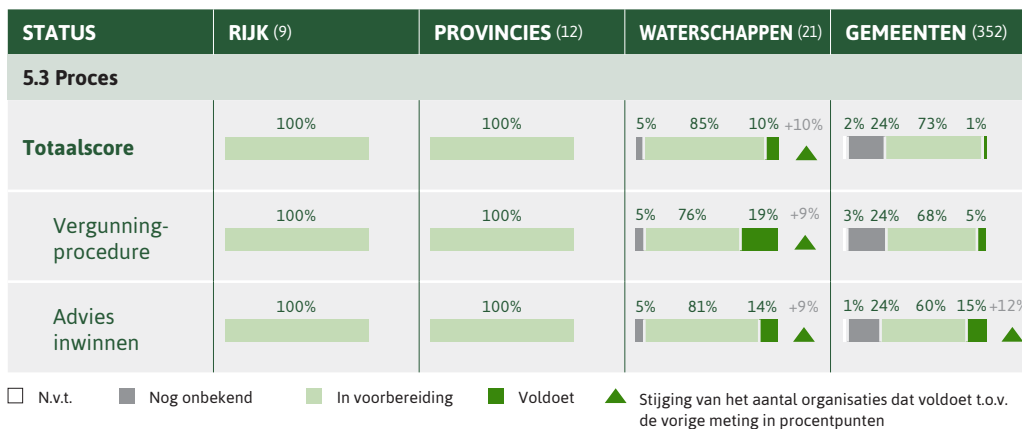 STATUS RIJK (9) PROVINCIES (12) WATERSCHAPPEN (21) GEMEENTEN (352)
5.3 Proces
Totaalscore 100% 100% 5% 85% 10% +10% 2% 24% 73% 1%
Vergunning-
procedure 100% 100% 5% 76% 19% +9% 3% 24% 68% 5%
Advies
inwinnen 100% 100% 5% 81% 14% +9% 1% 24% 60% 15% +12%
N.v.t. Nog onbekend In voorbereiding Voldoet Stijging van het aantal organisaties dat voldoet t.o.v.
de vorige meting in procentpunten